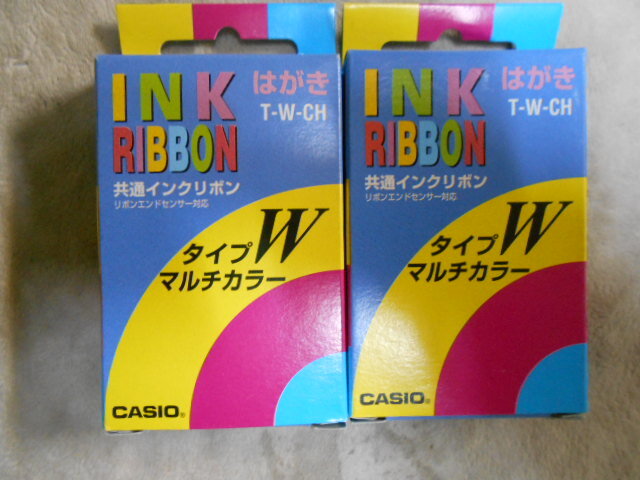 INK
はがき
T-W-CH
RIBBON
共通インクリボン
リボンエンドセンサー対応
タイプW
マルチカラー
CASIO®
INK
はがき
T-W-CH
RIBBON
共通インクリボン
リボンエンドセンサー対応
タイプW
マルチカラー
CASIO®